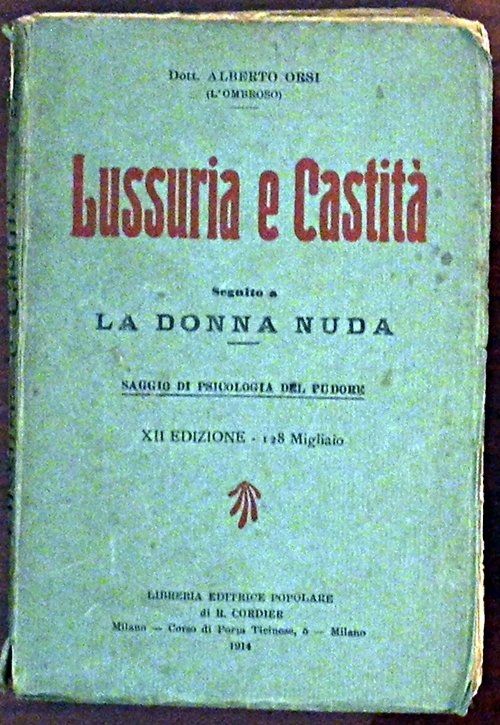 Dott. ALBERTO ORSI
(L'OMBROSO)
Lussuria e Castità
Seguito a
LA DONNA NUDA
SAGGIO DI PSICOLOGIA DEL PUDORE
XII EDIZIONE - 128 Migliaio
LIBRERIA EDITRICE POPOLARE
di R. CORDIER
Milano — Corso di Porta Ticinese, 5 — Milano
1914